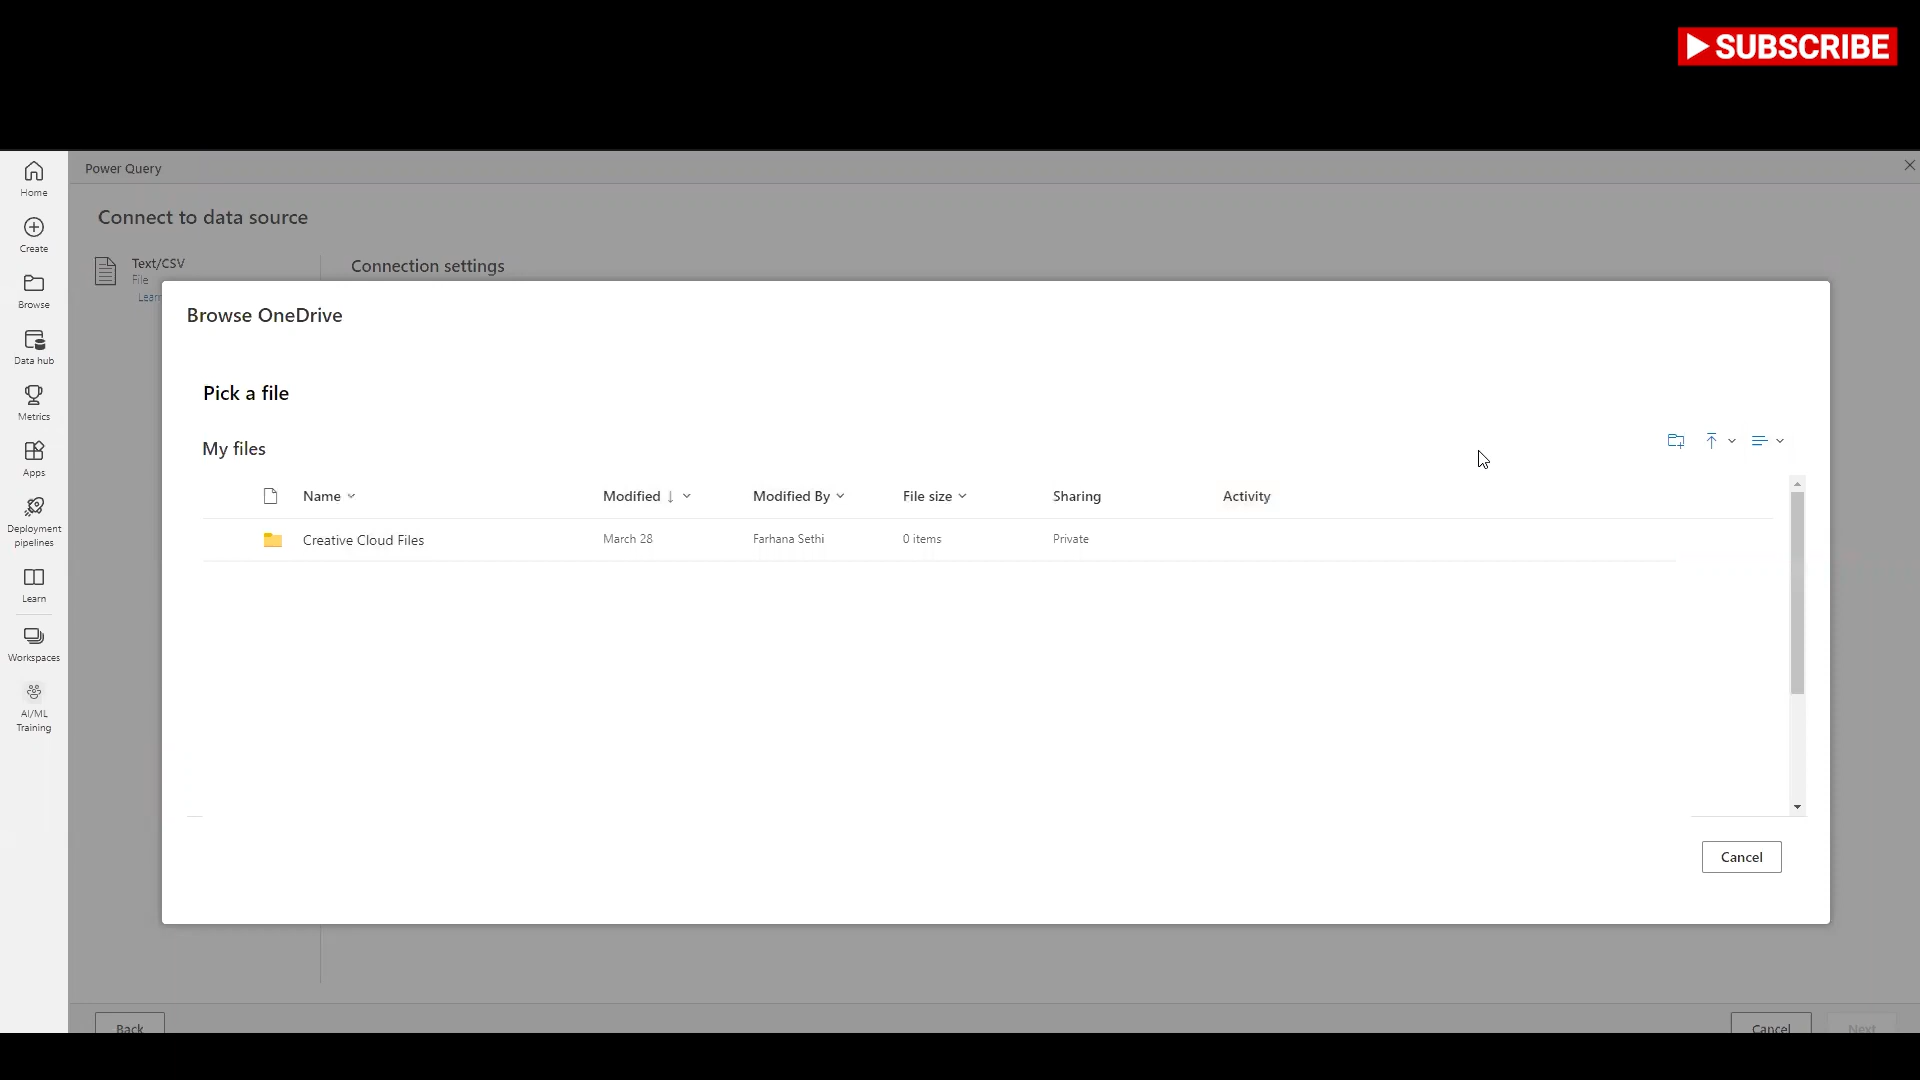 SUBSCRIBE
Home
Create
Browse
Data hub
Metrics
Apps
Deployment
pipelines
Learn
Workspaces
AI/ML
Training
Power Query
Connect to data source
Text/CSV
File
Learn
Connection settings
Browse OneDrive
Pick a file
My files
Name Modified Modified By File size Sharing Activity
Creative Cloud Files March 28 Farhana Sethi 0 items Private
Cancel
Back Cancel Next